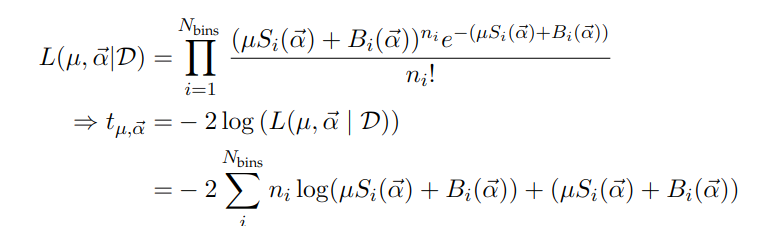 L(μ, α⃗|𝒟) = ∏_{i=1}^{N_bins} (μS_i(α⃗) + B_i(α⃗))^{n_i} e^{−(μS_i(α⃗)+B_i(α⃗))} / n_i!
⇒ t_{μ,α⃗} = − 2 log (L(μ, α⃗ | 𝒟))
= − 2 ∑_{i}^{N_bins} n_i log(μS_i(α⃗) + B_i(α⃗)) + (μS_i(α⃗) + B_i(α⃗))